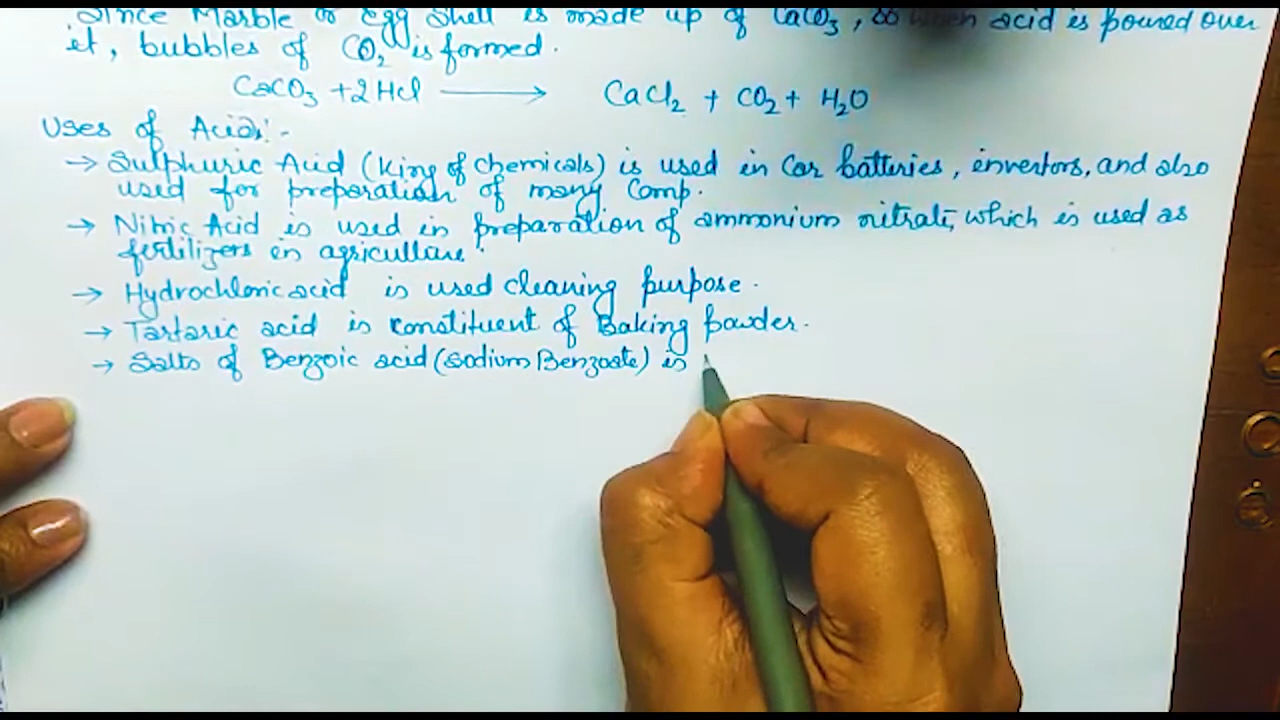 Since Marble or Egg Shell is made up of CaCO3, so when acid is poured over
it, bubbles of CO2 is formed.
CaCO3 + 2HCl ⟶ CaCl2 + CO2 + H2O
Uses of Acids:-
→ Sulphuric Acid (King of Chemicals) is used in Car batteries, invertors, and also
used for preparation of many Comp.
→ Nitric Acid is used in preparation of ammonium nitrate, which is used as
fertilizers in agriculture.
→ Hydrochloric acid is used cleaning purpose.
→ Tartaric acid is constituent of Baking powder.
→ Salts of Benzoic acid (Sodium Benzoate) is